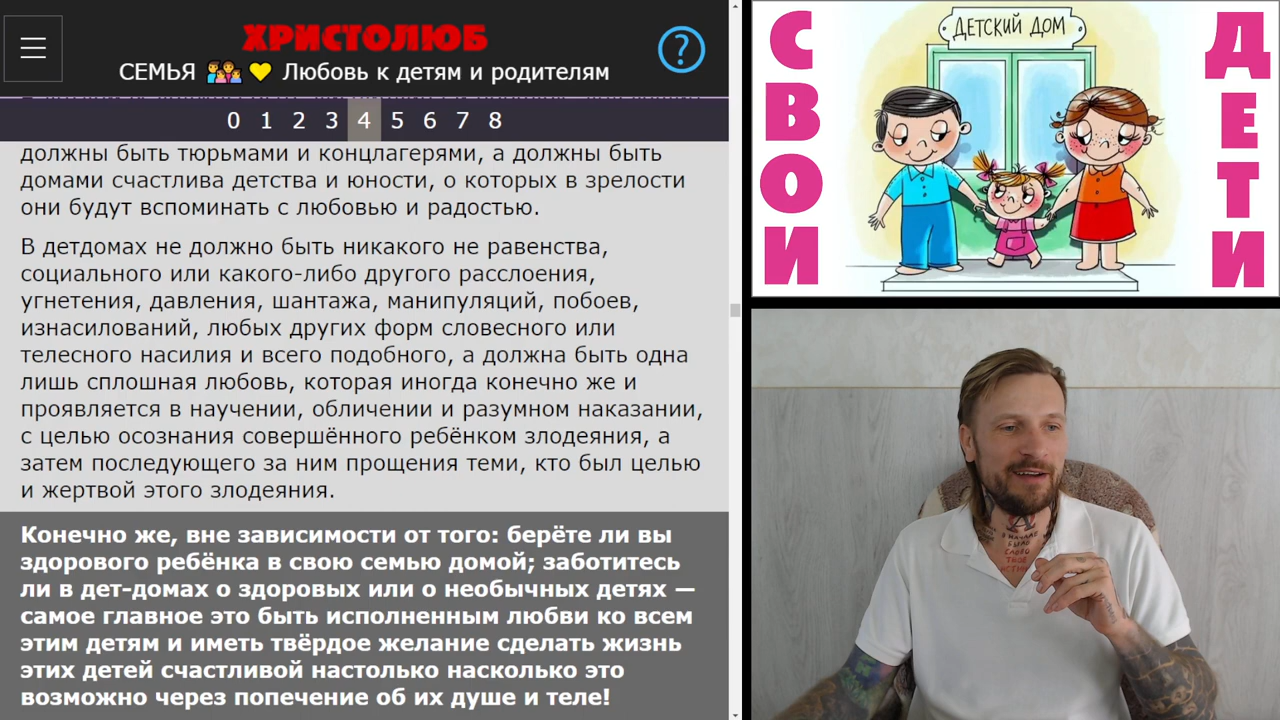 ХРИСТОЛЮБ
СЕМЬЯ 👨‍👩‍👧‍👦 💛 Любовь к детям и родителям
0 1 2 3 4 5 6 7 8
должны быть тюрьмами и концлагерями, а должны быть
домами счастлива детства и юности, о которых в зрелости
они будут вспоминать с любовью и радостью.
В детдомах не должно быть никакого не равенства,
социального или какого-либо другого расслоения,
угнетения, давления, шантажа, манипуляций, побоев,
изнасилований, любых других форм словесного или
телесного насилия и всего подобного, а должна быть одна
лишь сплошная любовь, которая иногда конечно же и
проявляется в научении, обличении и разумном наказании,
с целью осознания совершённого ребёнком злодеяния, а
затем последующего за ним прощения теми, кто был целью
и жертвой этого злодеяния.
Конечно же, вне зависимости от того: берёте ли вы
здорового ребёнка в свою семью домой; заботитесь
ли в дет-домах о здоровых или о необычных детях —
самое главное это быть исполненным любви ко всем
этим детям и иметь твёрдое желание сделать жизнь
этих детей счастливой настолько насколько это
возможно через попечение об их душе и теле!
СВОИ
ДЕТСКИЙ ДОМ
ДЕТИ
В НАЧАЛЕ
БЫЛО
СЛОВО